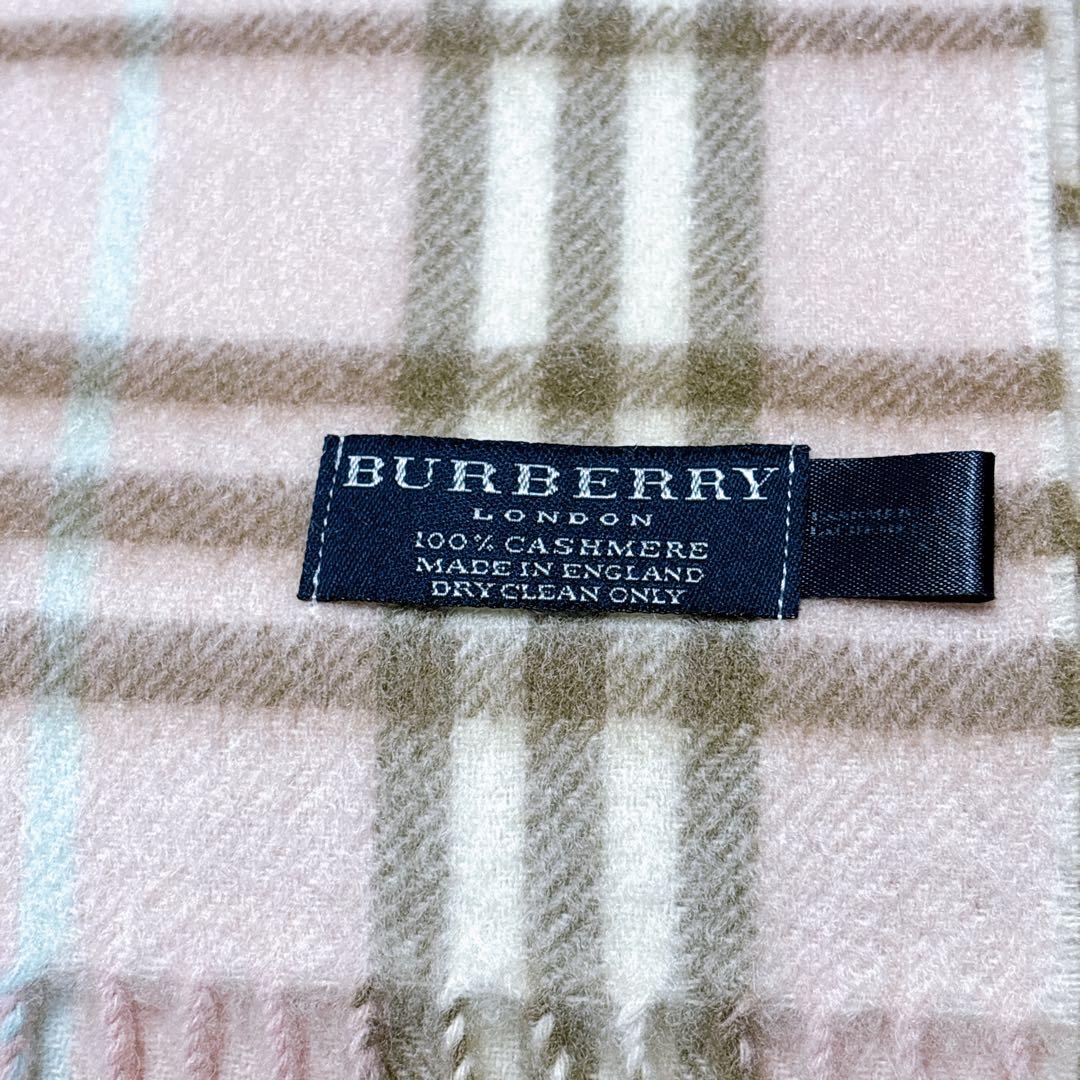 BURBERRY
LONDON
100% CASHMERE
MADE IN ENGLAND
DRY CLEAN ONLY